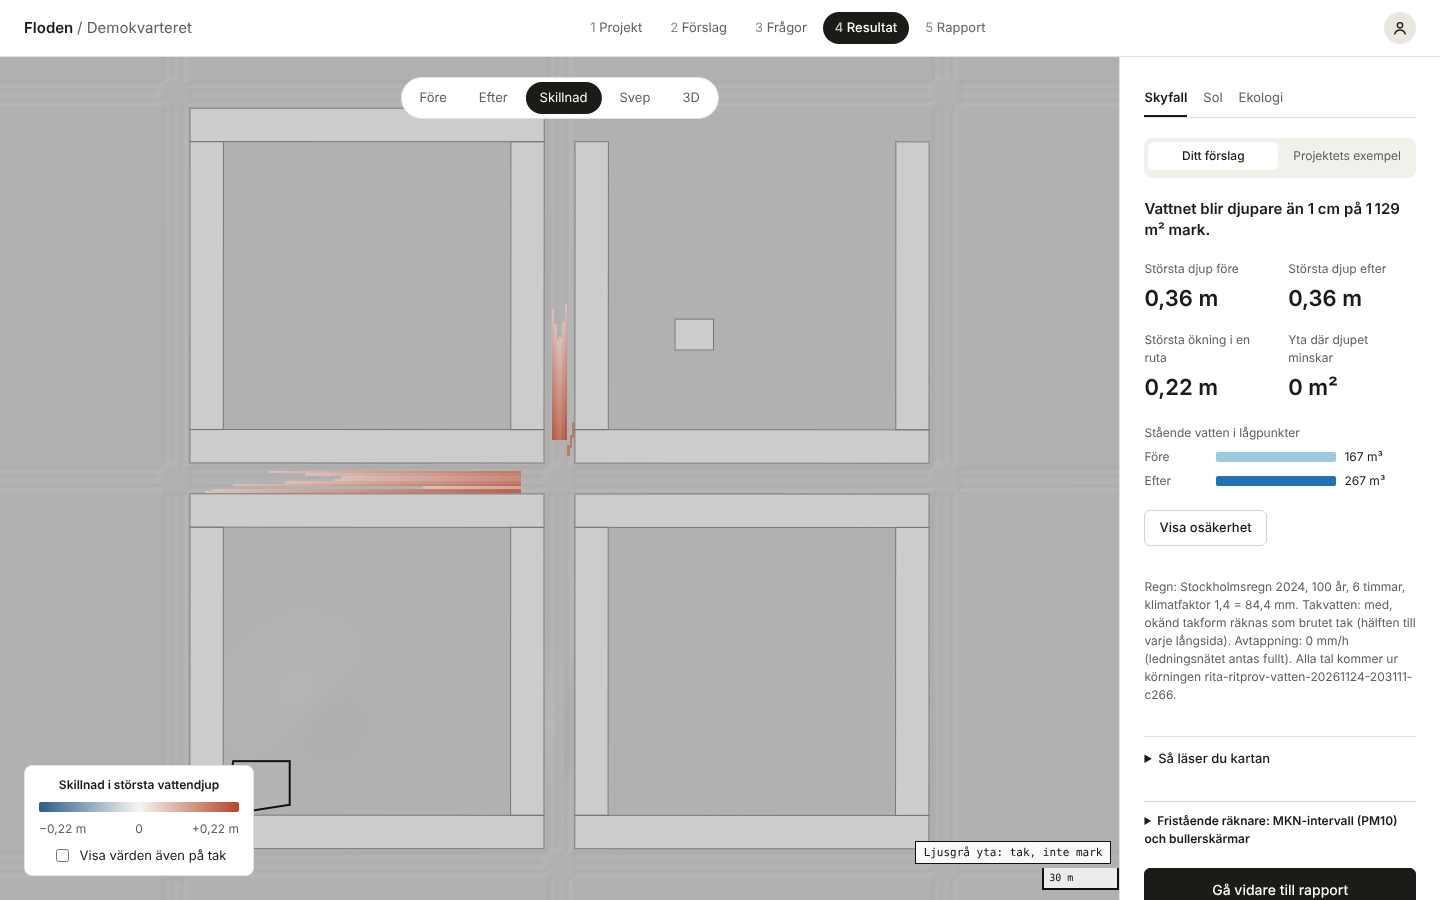 Floden / Demokvarteret
1 Projekt
2 Förslag
3 Frågor
4 Resultat
5 Rapport
Före
Efter
Skillnad
Svep
3D
Skillnad i största vattendjup
−0,22 m
0
+0,22 m
Visa värden även på tak
Ljusgrå yta: tak, inte mark
30 m
Skyfall
Sol
Ekologi
Ditt förslag
Projektets exempel
Vattnet blir djupare än 1 cm på 1 129
m² mark.
Största djup före
Största djup efter
0,36 m
0,36 m
Största ökning i en
ruta
Yta där djupet
minskar
0,22 m
0 m²
Stående vatten i lågpunkter
Före
167 m³
Efter
267 m³
Visa osäkerhet
Regn: Stockholmsregn 2024, 100 år, 6 timmar,
klimatfaktor 1,4 = 84,4 mm. Takvatten: med,
okänd takform räknas som brutet tak (hälften till
varje långsida). Avtappning: 0 mm/h
(ledningsnätet antas fullt). Alla tal kommer ur
körningen rita-ritprov-vatten-20261124-203111-
c266.
Så läser du kartan
Fristående räknare: MKN-intervall (PM10)
och bullerskärmar
Gå vidare till rapport